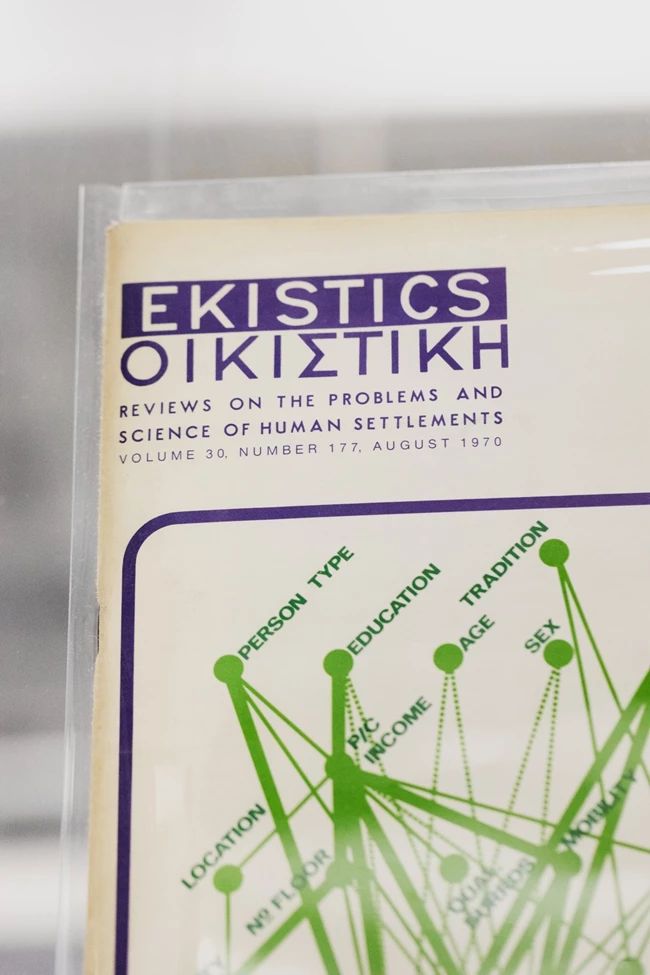 EKISTICS
ΟΙΚΙΣΤΙΚΗ
REVIEWS ON THE PROBLEMS AND
SCIENCE OF HUMAN SETTLEMENTS
VOLUME 30, NUMBER 177, AUGUST 1970
TRADITION
PERSON TYPE
EDUCATION
AGE
SEX
P/C
INCOME
MOBILITY
LOCATION
Nº FLOOR
QUAL